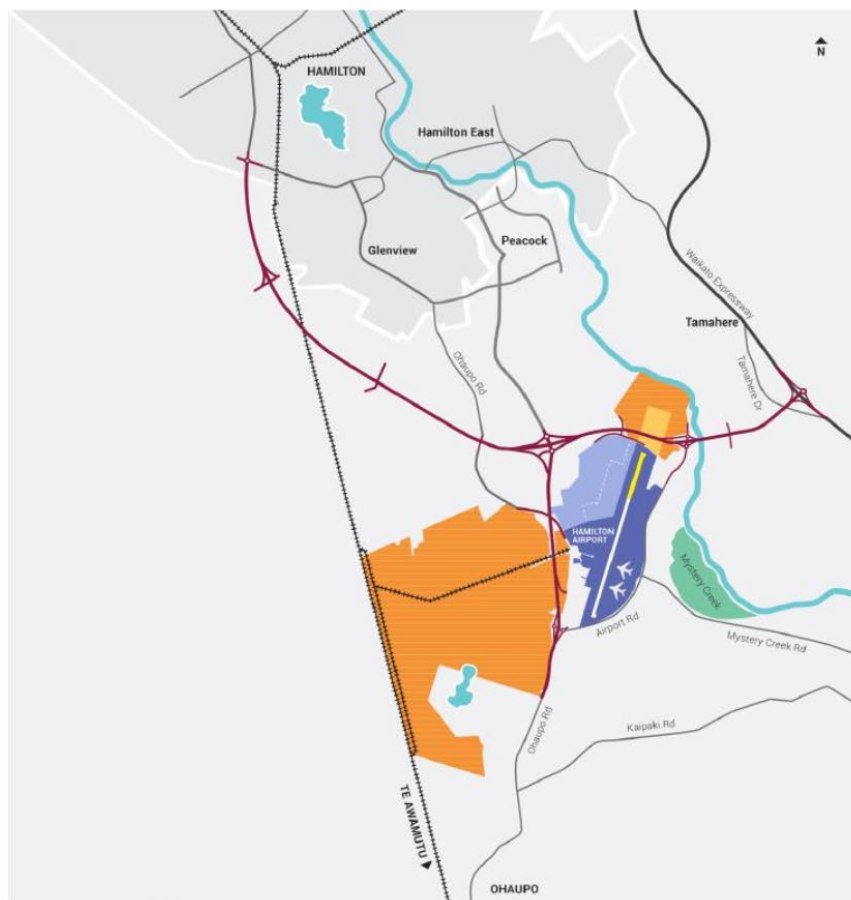 N
HAMILTON
Hamilton East
Glenview
Peacock
Waikato Expressway
Tamahere
Ohaupo Rd
Tamahere Dr
HAMILTON
AIRPORT
Mystery Creek
Airport Rd
Mystery Creek Rd
Ohaupo Rd
Kaipaki Rd
TE AWAMUTU
OHAUPO